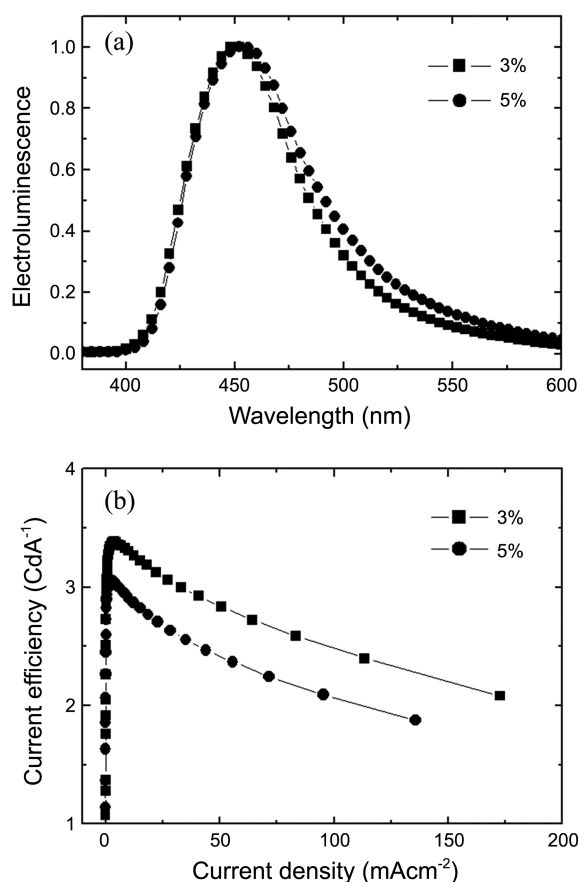 (a)
3%
5%
1.0
0.8
0.6
0.4
0.2
0.0
Electroluminescence
400 450 500 550 600
Wavelength (nm)
(b)
3%
5%
4
3
2
1
Current efficiency (CdA⁻¹)
0 50 100 150 200
Current density (mAcm⁻²)